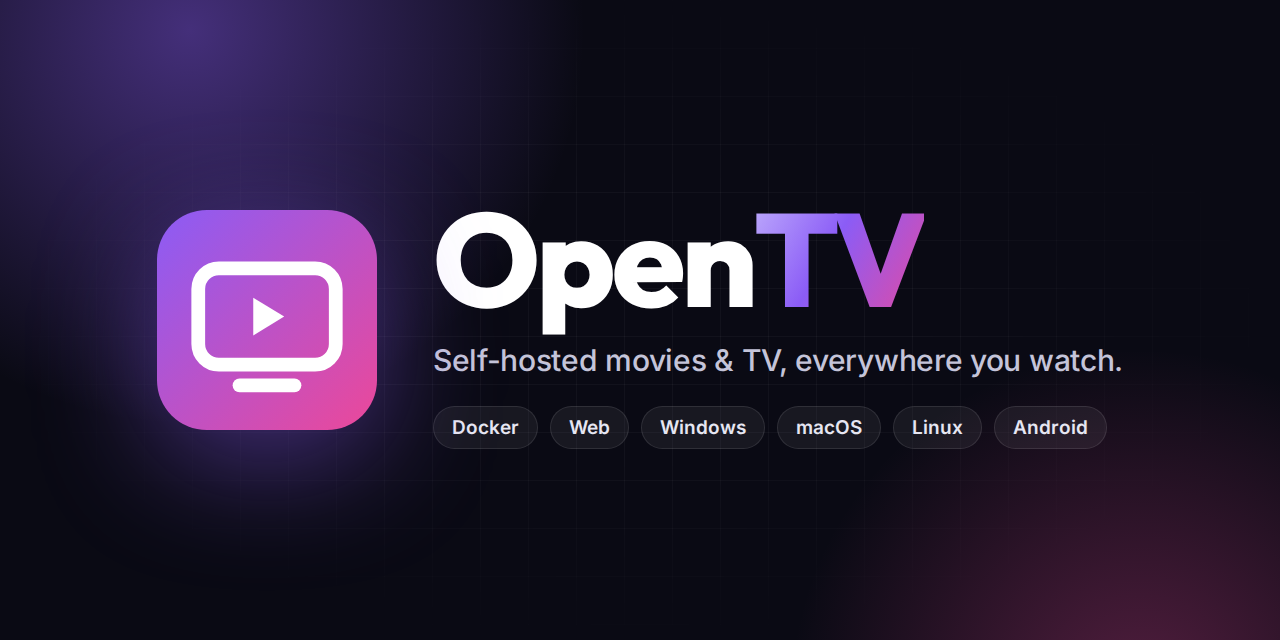 OpenTV
Self-hosted movies & TV, everywhere you watch.
Docker Web Windows macOS Linux Android